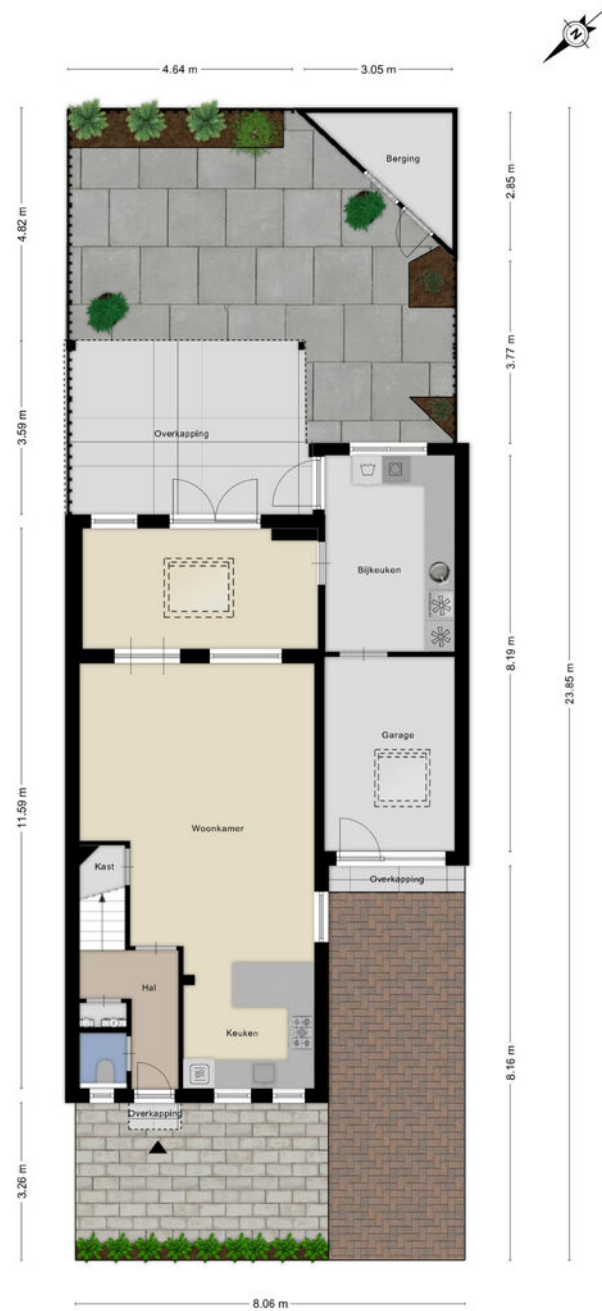 N
4.64 m
3.05 m
Berging
2.85 m
4.82 m
3.77 m
3.59 m
Overkapping
Bijkeuken
8.19 m
23.85 m
Garage
11.59 m
Woonkamer
Kast
Overkapping
Hal
Keuken
8.16 m
Overkapping
3.26 m
8.06 m